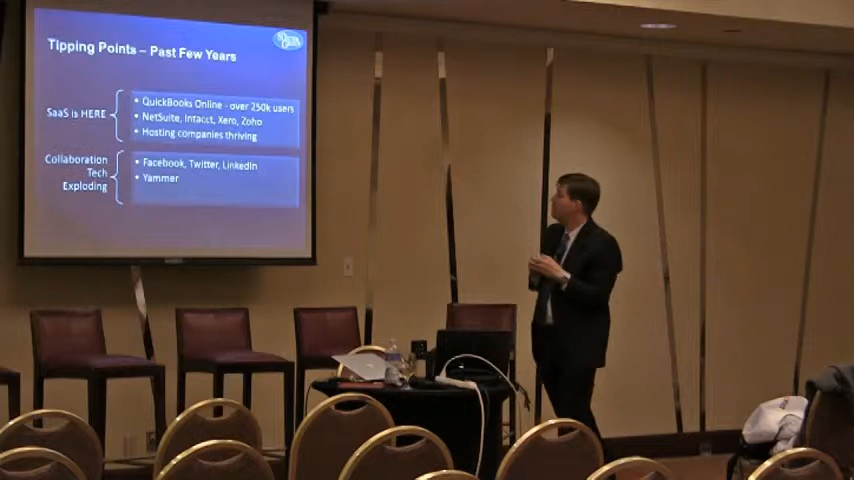 Tipping Points – Past Few Years
SaaS is HERE
• QuickBooks Online - over 250k users
• NetSuite, Intacct, Xero, Zoho
• Hosting companies thriving
Collaboration
Tech
Exploding
• Facebook, Twitter, LinkedIn
• Yammer